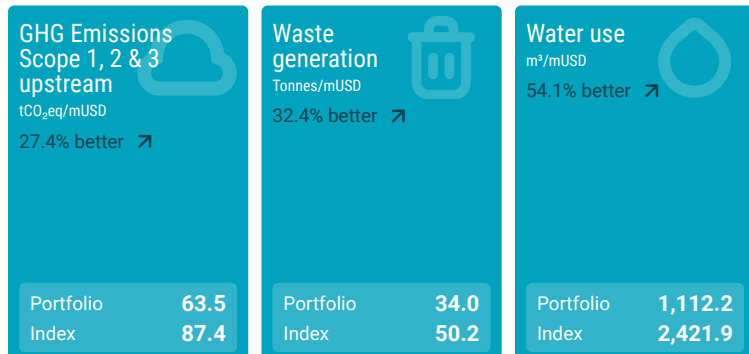 GHG Emissions
Scope 1, 2 & 3
upstream
tCO₂eq/mUSD
27.4% better
Portfolio 63.5
Index 87.4
Waste
generation
Tonnes/mUSD
32.4% better
Portfolio 34.0
Index 50.2
Water use
m³/mUSD
54.1% better
Portfolio 1,112.2
Index 2,421.9